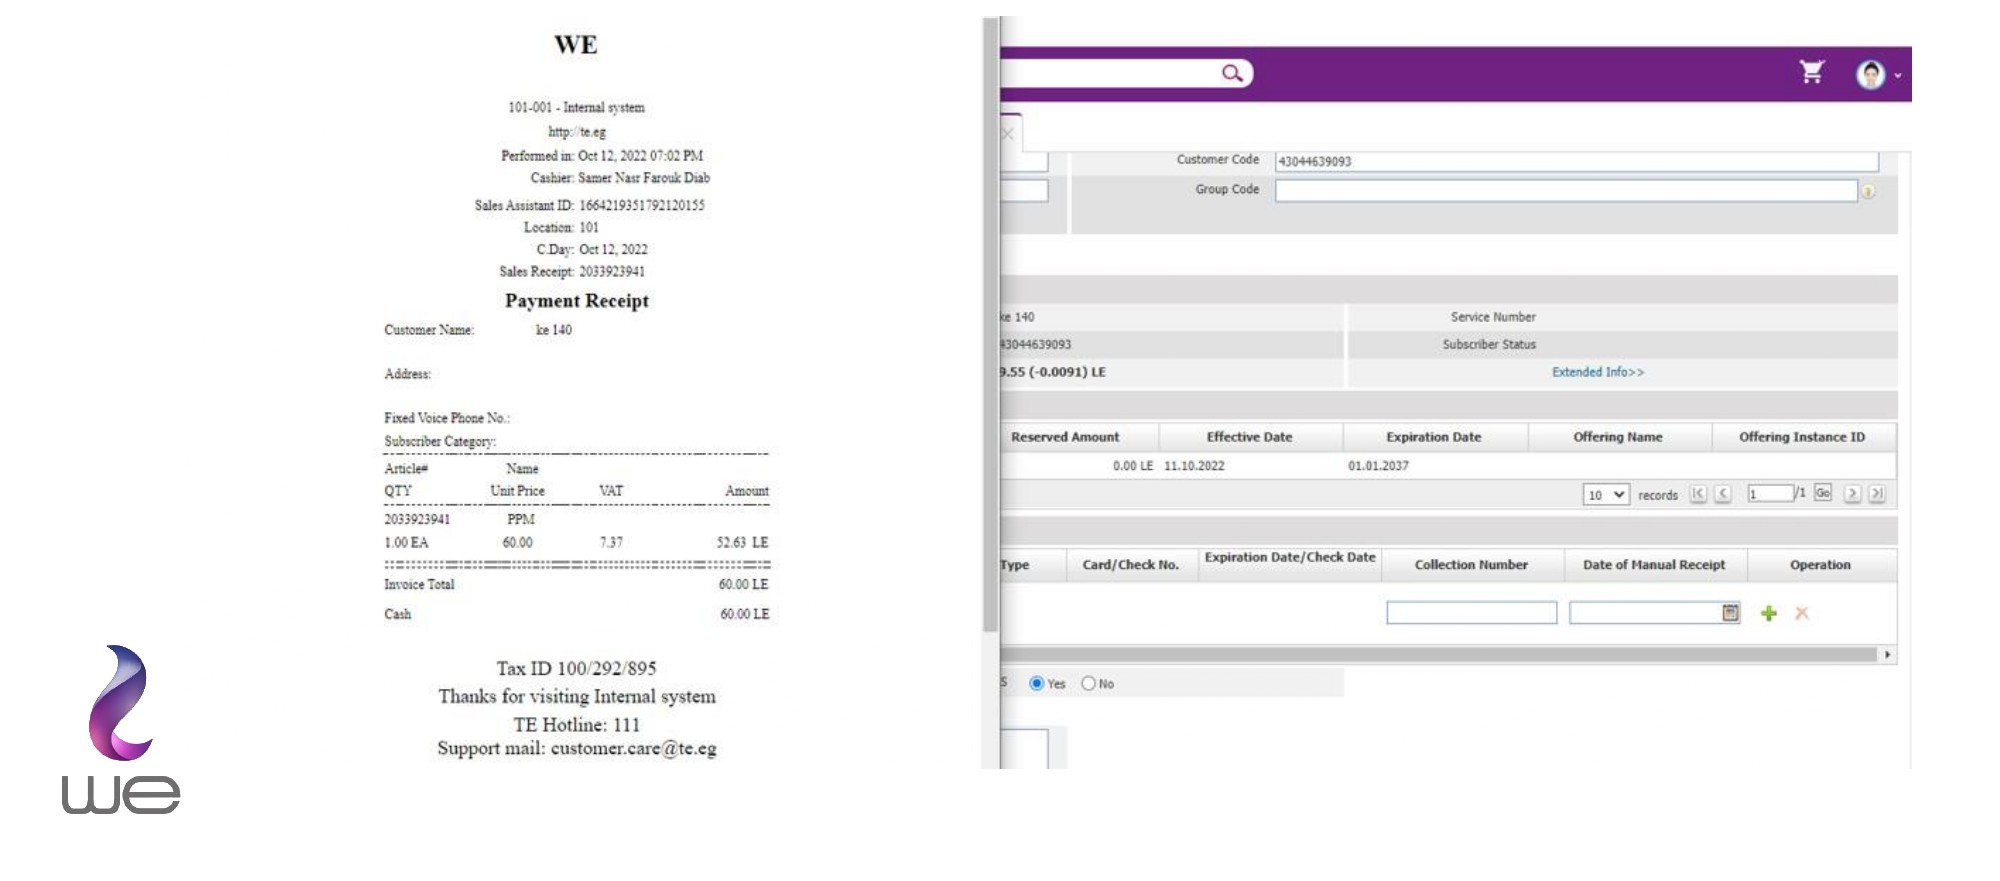 WE
101-001 - Internal system
http://te.eg
Performed in: Oct 12, 2022 07:02 PM
Cashier: Samer Nasr Farouk Diab
Sales Assistant ID: 1664219351792120155
Location: 101
C.Day: Oct 12, 2022
Sales Receipt: 2033923941
Payment Receipt
Customer Name: ke 140
Address:
Fixed Voice Phone No.:
Subscriber Category:
Article# Name
QTY Unit Price VAT Amount
2033923941 PPM
1.00 EA 60.00 7.37 52.63 LE
Invoice Total 60.00 LE
Cash 60.00 LE
Tax ID 100/292/895
Thanks for visiting Internal system
TE Hotline: 111
Support mail: customer.care@te.eg
we
Customer Code 43044639093
Group Code
ke 140 Service Number
43044639093 Subscriber Status
9.55 (-0.0091) LE Extended Info>>
Reserved Amount Effective Date Expiration Date Offering Name Offering Instance ID
0.00 LE 11.10.2022 01.01.2037
10 records 1 /1 Go
Type Card/Check No. Expiration Date/Check Date Collection Number Date of Manual Receipt Operation
S Yes No